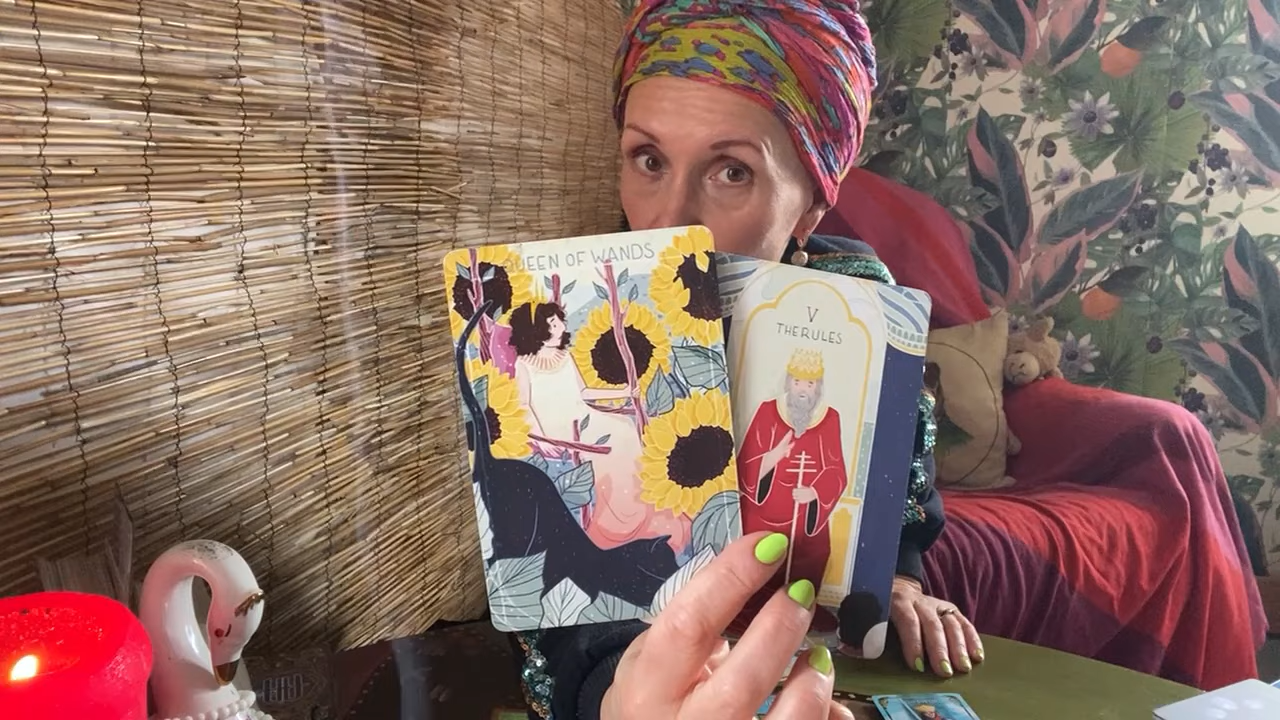 QUEEN OF WANDS
V
THE RULES